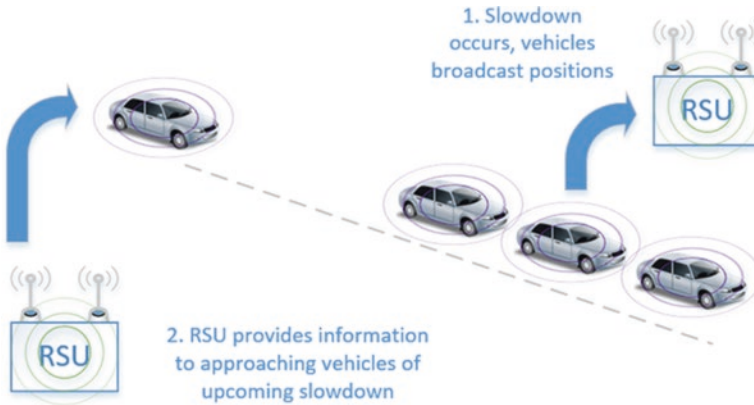 1. Slowdown
occurs, vehicles
broadcast positions
RSU
RSU
2. RSU provides information
to approaching vehicles of
upcoming slowdown